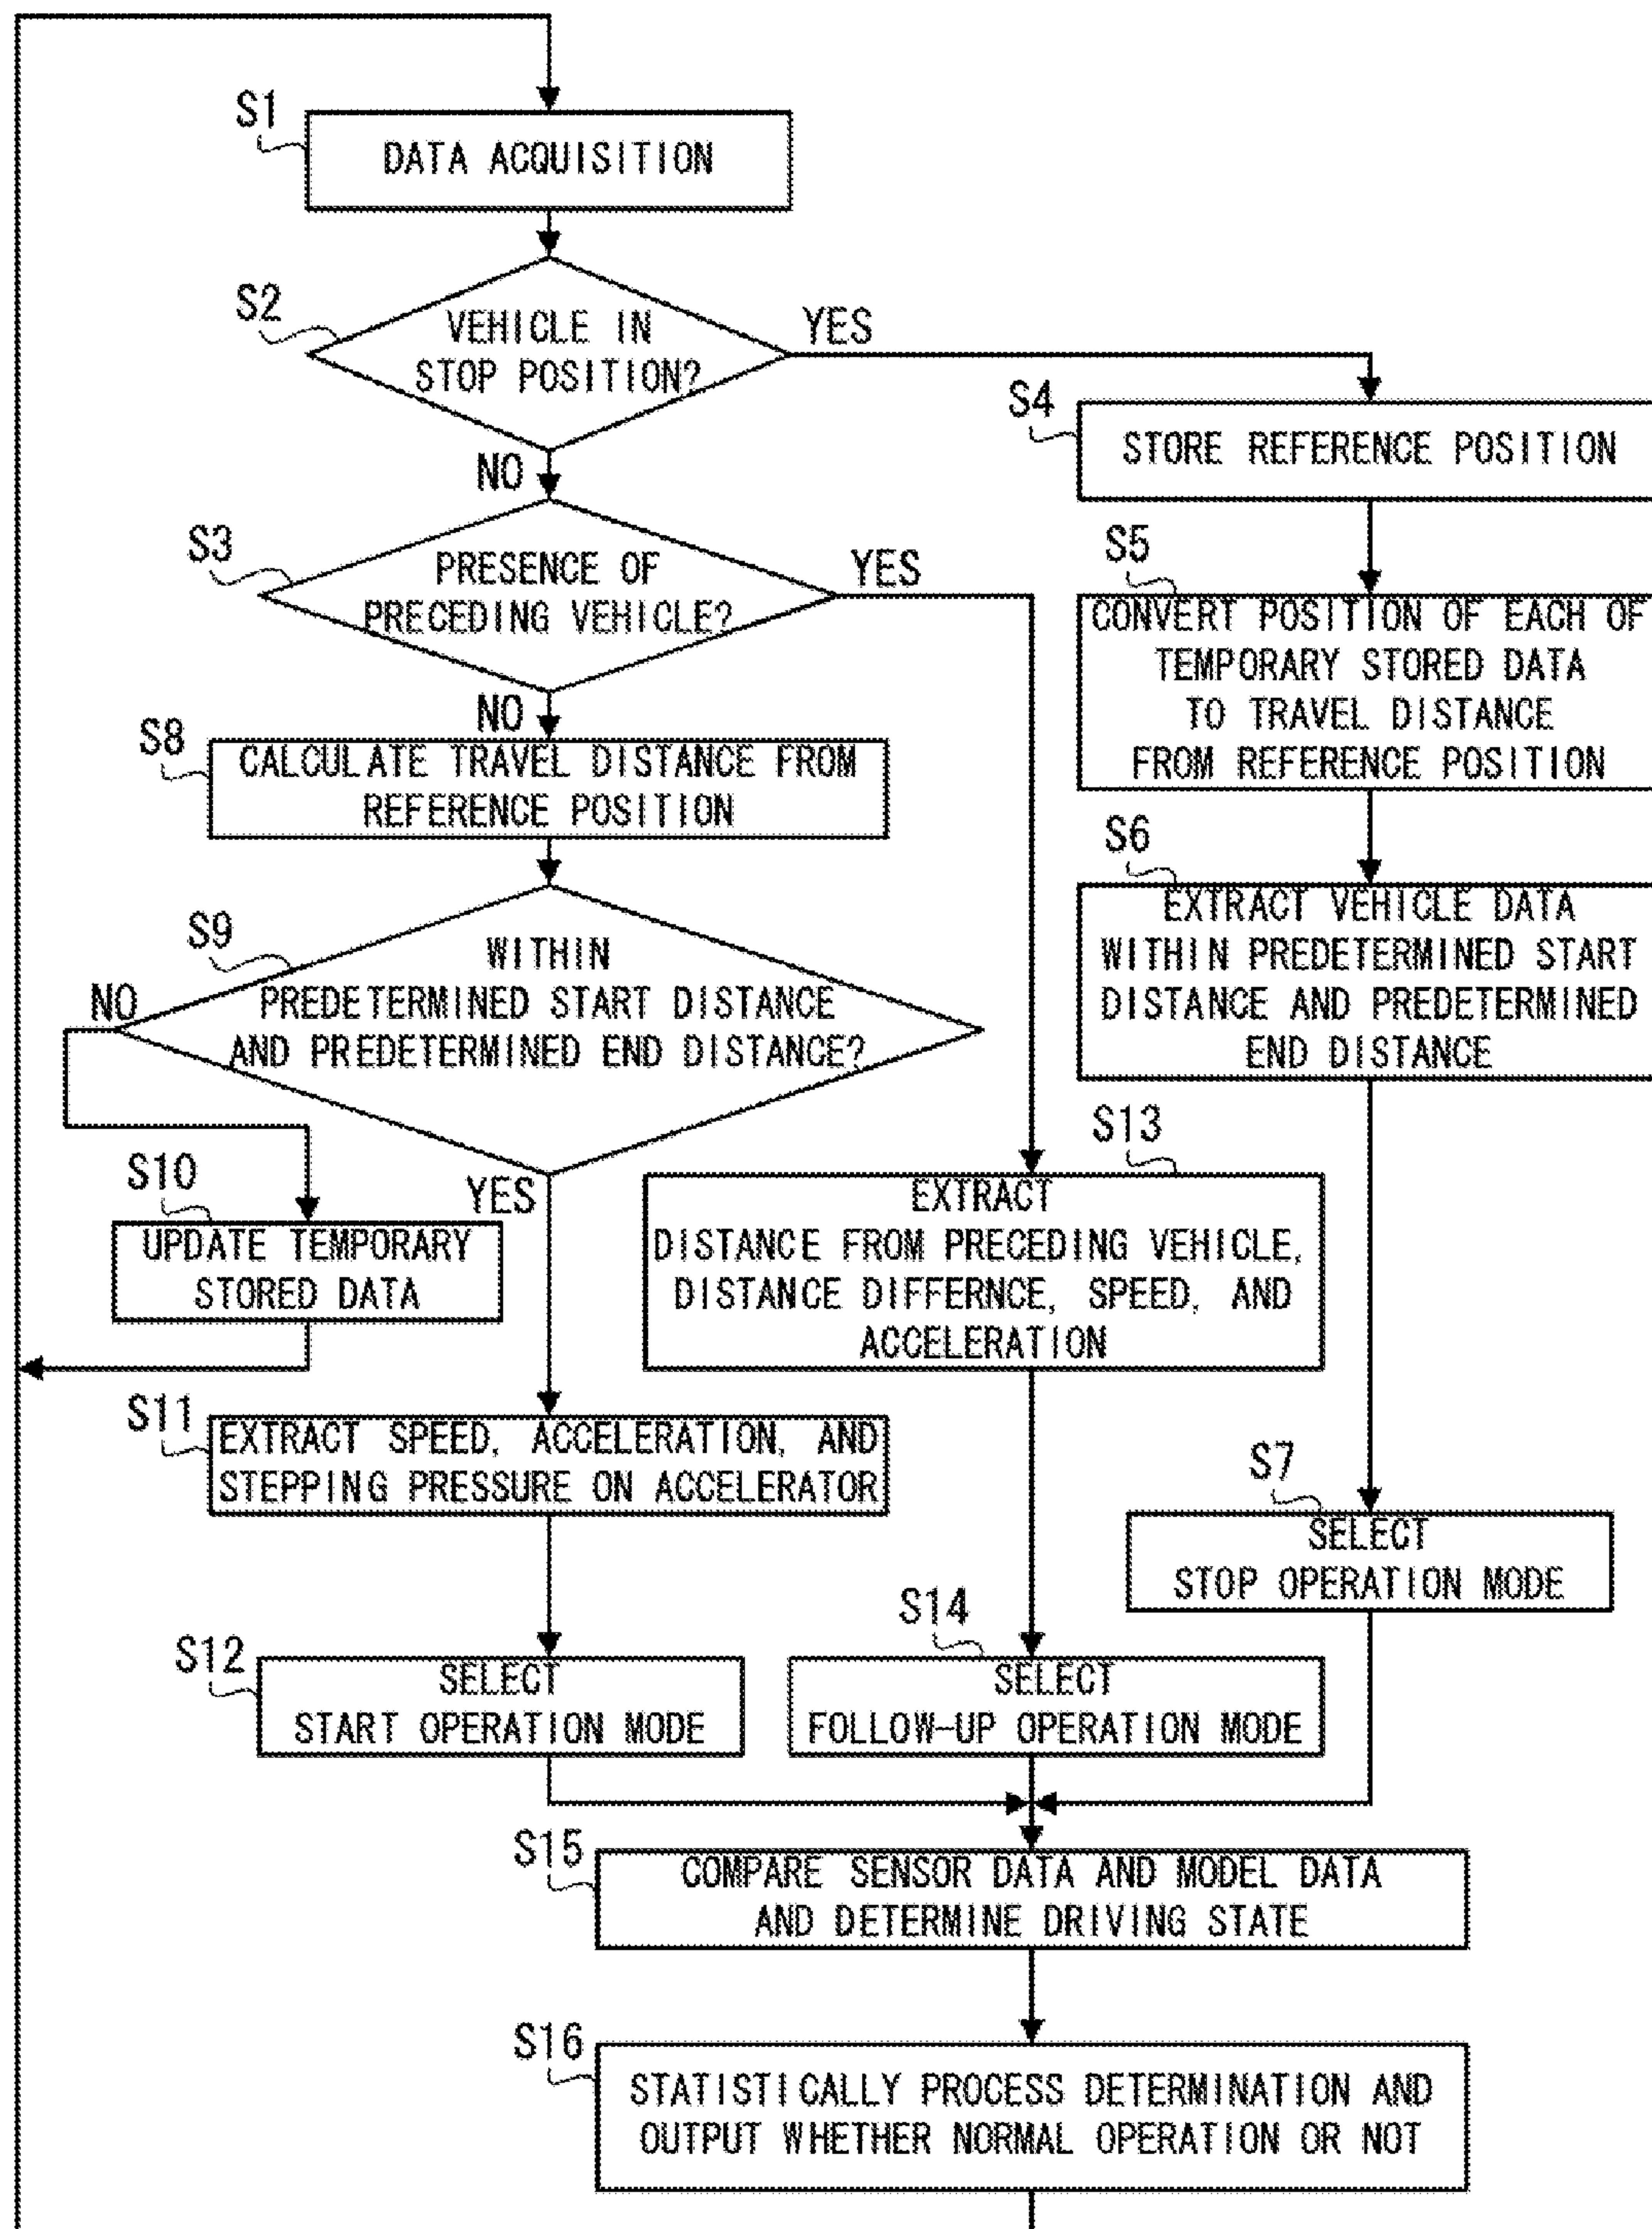 S1
DATA ACQUISITION
S2
VEHICLE IN
STOP POSITION?
YES
NO
S4
STORE REFERENCE POSITION
S3
PRESENCE OF
PRECEDING VEHICLE?
YES
NO
S5
CONVERT POSITION OF EACH OF
TEMPORARY STORED DATA
TO TRAVEL DISTANCE
FROM REFERENCE POSITION
S8
CALCULATE TRAVEL DISTANCE FROM
REFERENCE POSITION
S6
EXTRACT VEHICLE DATA
WITHIN PREDETERMINED START
DISTANCE AND PREDETERMINED
END DISTANCE
S9
WITHIN
PREDETERMINED START DISTANCE
AND PREDETERMINED END DISTANCE?
NO
YES
S10
UPDATE TEMPORARY
STORED DATA
S13
EXTRACT
DISTANCE FROM PRECEDING VEHICLE,
DISTANCE DIFFERNCE, SPEED, AND
ACCELERATION
S11
EXTRACT SPEED, ACCELERATION, AND
STEPPING PRESSURE ON ACCELERATOR
S7
SELECT
STOP OPERATION MODE
S12
SELECT
START OPERATION MODE
S14
SELECT
FOLLOW-UP OPERATION MODE
S15
COMPARE SENSOR DATA AND MODEL DATA
AND DETERMINE DRIVING STATE
S16
STATISTICALLY PROCESS DETERMINATION AND
OUTPUT WHETHER NORMAL OPERATION OR NOT